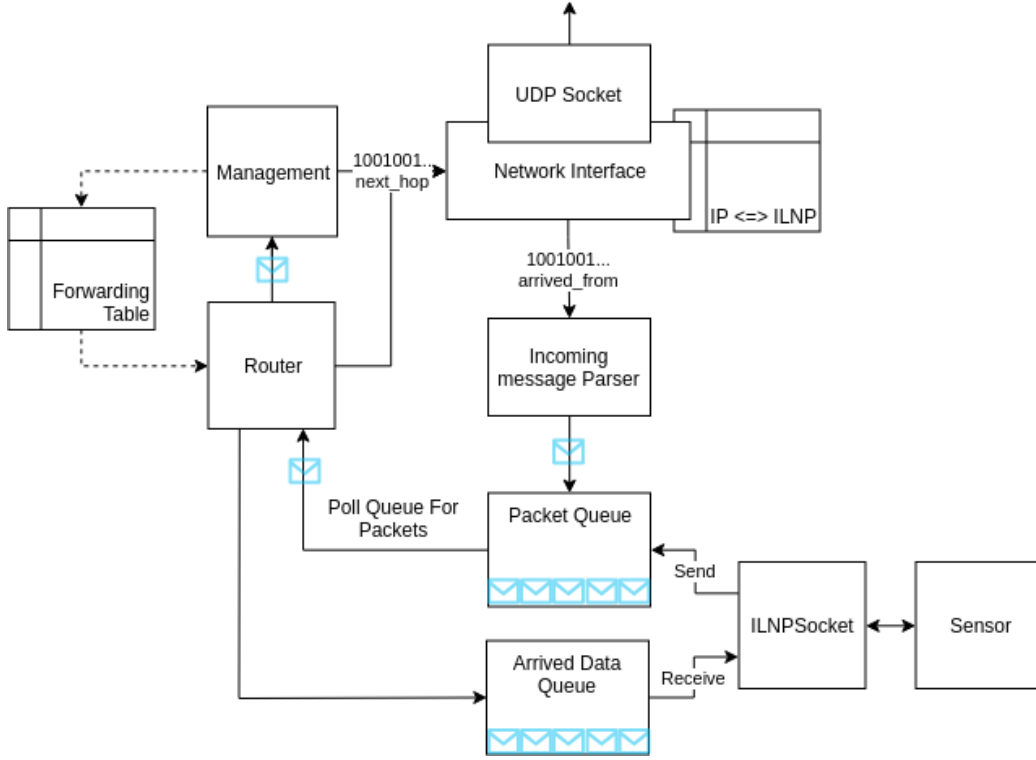 UDP Socket
Management
1001001...
next_hop
Network Interface
IP <=> ILNP
Forwarding
Table
1001001...
arrived_from
Router
Incoming
message Parser
Poll Queue For
Packets
Packet Queue
Send
ILNPSocket
Sensor
Arrived Data
Queue
Receive